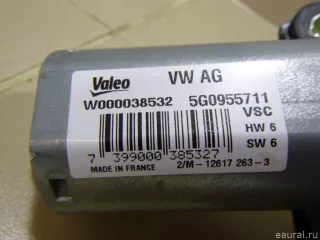 Valeo VW AG
W000038532 5G0955711
VSC
HW 6
SW 6
7 399000 385327
MADE IN FRANCE 2/M-12617 263-3
eaural.ru